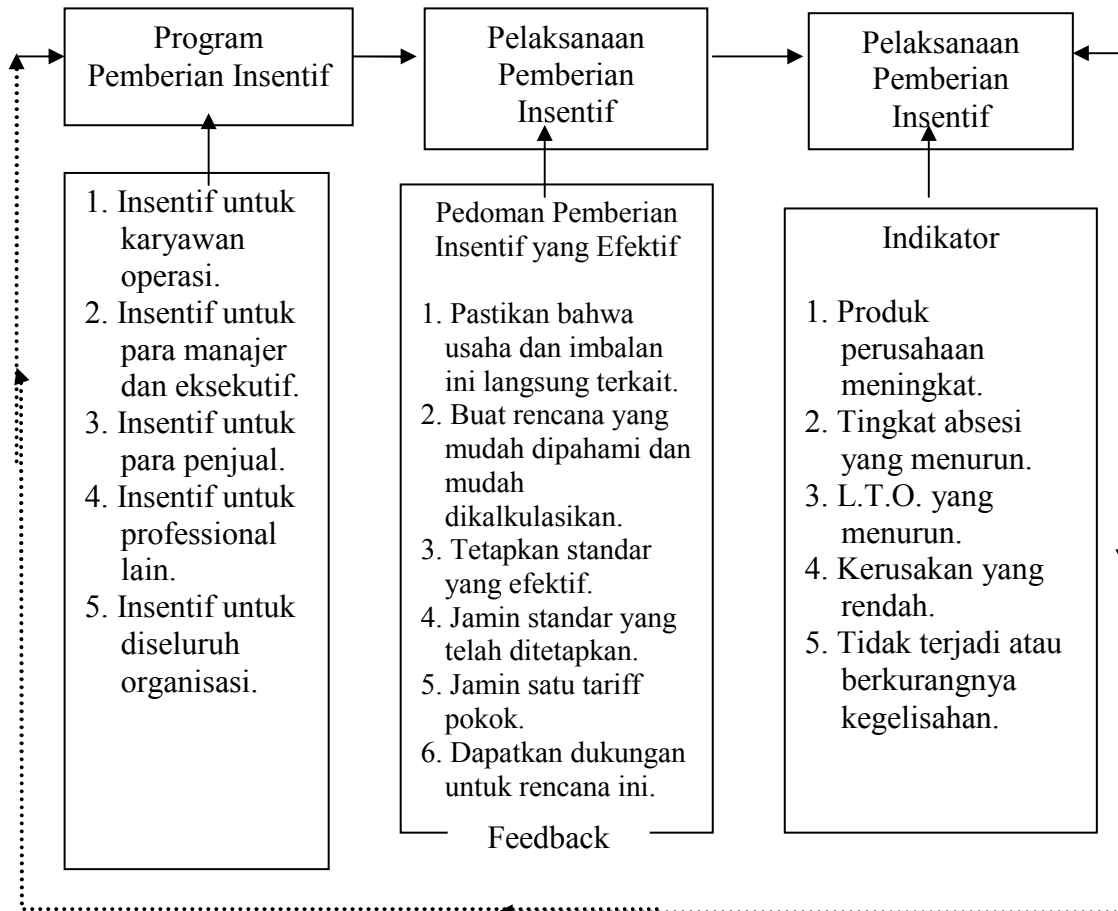 Program
Pemberian Insentif
Pelaksanaan
Pemberian
Insentif
Pelaksanaan
Pemberian
Insentif
1. Insentif untuk
karyawan
operasi.
2. Insentif untuk
para manajer
dan eksekutif.
3. Insentif untuk
para penjual.
4. Insentif untuk
professional
lain.
5. Insentif untuk
diseluruh
organisasi.
Pedoman Pemberian
Insentif yang Efektif
1. Pastikan bahwa
usaha dan imbalan
ini langsung terkait.
2. Buat rencana yang
mudah dipahami dan
mudah
dikalkulasikan.
3. Tetapkan standar
yang efektif.
4. Jamin standar yang
telah ditetapkan.
5. Jamin satu tariff
pokok.
6. Dapatkan dukungan
untuk rencana ini.
Feedback
Indikator
1. Produk
perusahaan
meningkat.
2. Tingkat absesi
yang menurun.
3. L.T.O. yang
menurun.
4. Kerusakan yang
rendah.
5. Tidak terjadi atau
berkurangnya
kegelisahan.